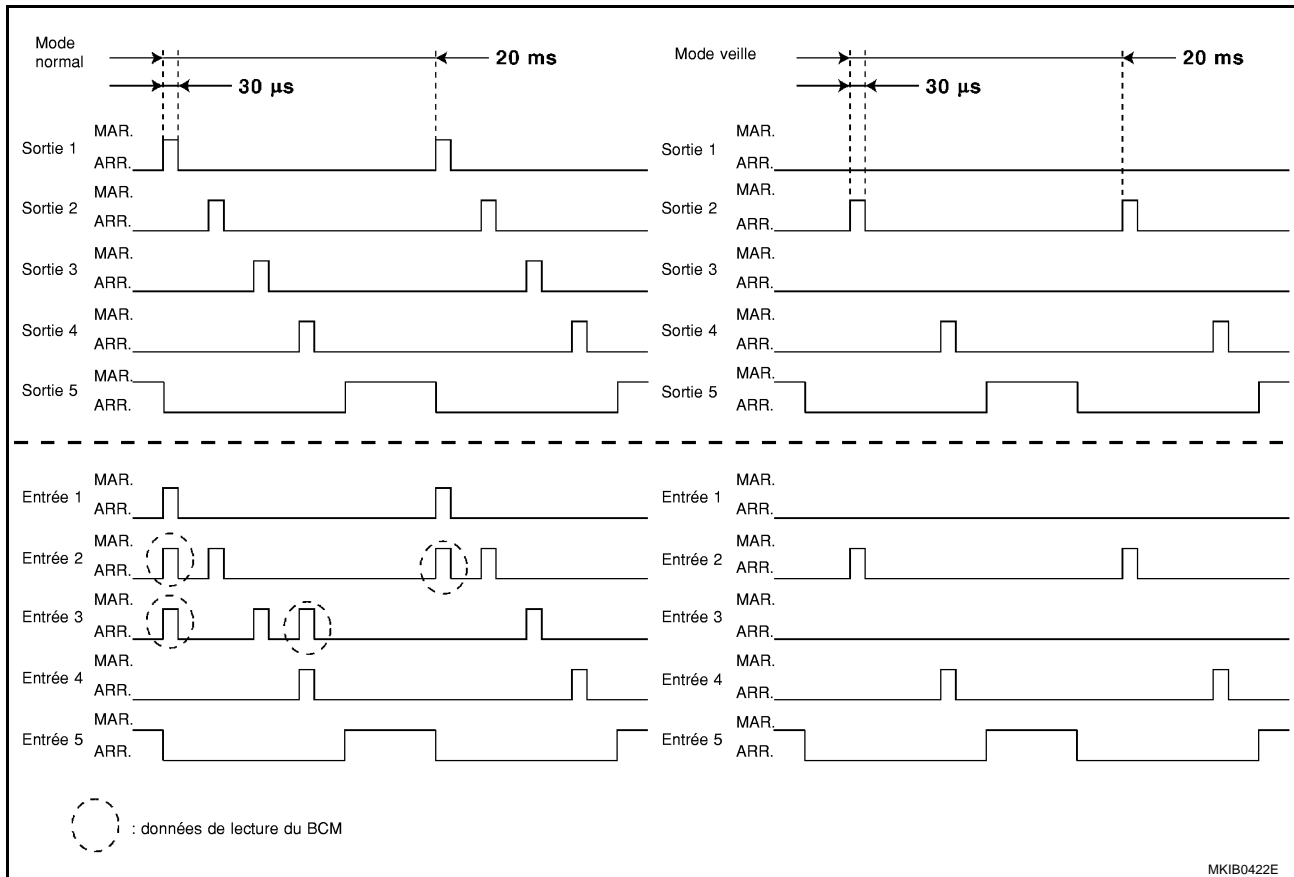 Mode
normal
20 ms
30 µs
MAR.
Sortie 1
ARR.
MAR.
Sortie 2
ARR.
MAR.
Sortie 3
ARR.
MAR.
Sortie 4
ARR.
MAR.
Sortie 5
ARR.
Mode veille
20 ms
30 µs
MAR.
Sortie 1
ARR.
MAR.
Sortie 2
ARR.
MAR.
Sortie 3
ARR.
MAR.
Sortie 4
ARR.
MAR.
Sortie 5
ARR.
MAR.
Entrée 1
ARR.
MAR.
Entrée 2
ARR.
MAR.
Entrée 3
ARR.
MAR.
Entrée 4
ARR.
MAR.
Entrée 5
ARR.
MAR.
Entrée 1
ARR.
MAR.
Entrée 2
ARR.
MAR.
Entrée 3
ARR.
MAR.
Entrée 4
ARR.
MAR.
Entrée 5
ARR.
: données de lecture du BCM
MKIB0422E